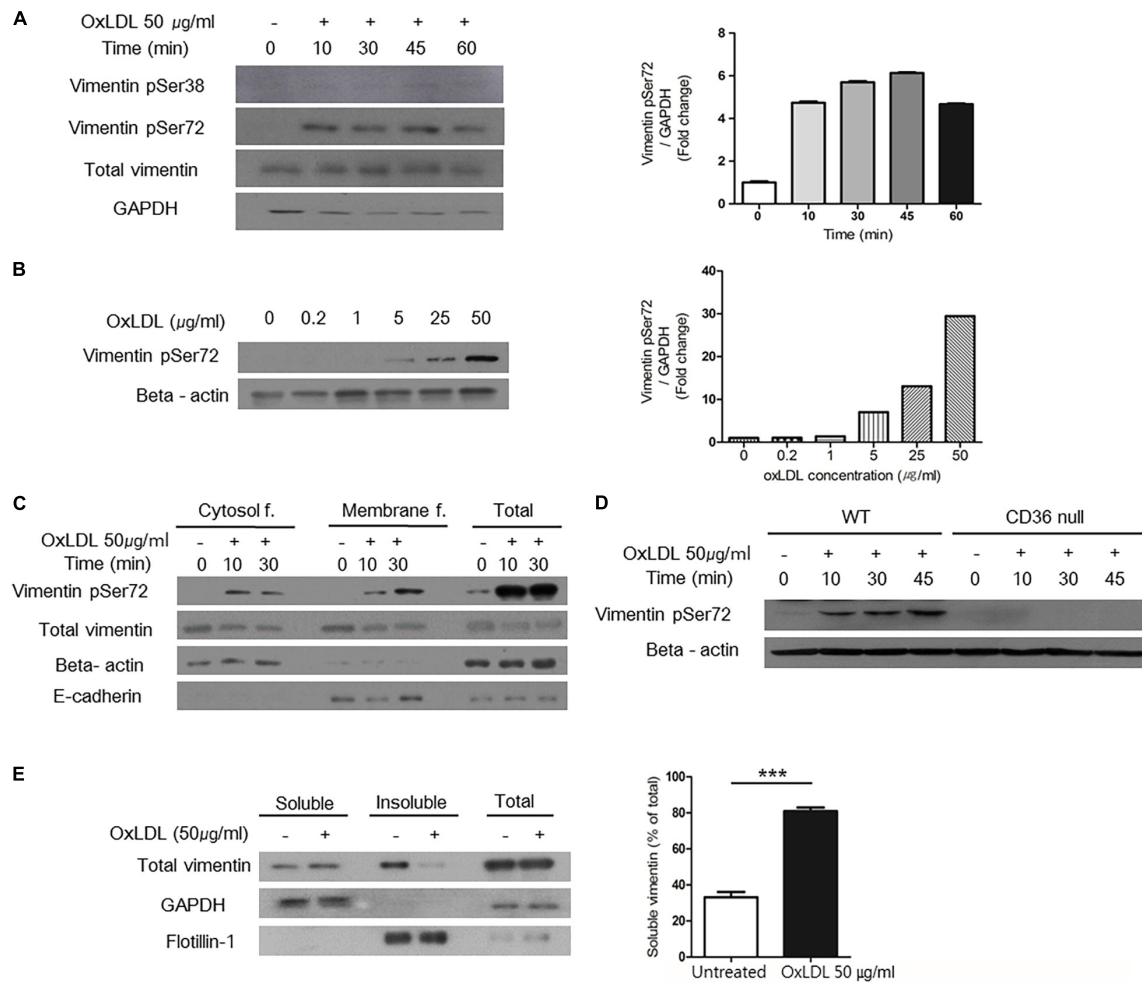 A
OxLDL 50 µg/ml - + + + +
Time (min) 0 10 30 45 60
Vimentin pSer38
Vimentin pSer72
Total vimentin
GAPDH
Vimentin pSer72
/ GAPDH
(Fold change)
8
6
4
2
0
0 10 30 45 60
Time (min)
B
OxLDL (µg/ml) 0 0.2 1 5 25 50
Vimentin pSer72
Beta - actin
Vimentin pSer72
/ GAPDH
(Fold change)
40
30
20
10
0
0 0.2 1 5 25 50
oxLDL concentration (µg/ml)
C
Cytosol f. Membrane f. Total
OxLDL 50µg/ml - + + - + + - + +
Time (min) 0 10 30 0 10 30 0 10 30
Vimentin pSer72
Total vimentin
Beta- actin
E-cadherin
D
WT CD36 null
OxLDL 50µg/ml - + + + - + + +
Time (min) 0 10 30 45 0 10 30 45
Vimentin pSer72
Beta - actin
E
Soluble Insoluble Total
OxLDL (50µg/ml) - + - + - +
Total vimentin
GAPDH
Flotillin-1
Soluble vimentin (% of total)
100
80
60
40
20
0
***
Untreated OxLDL 50 µg/ml